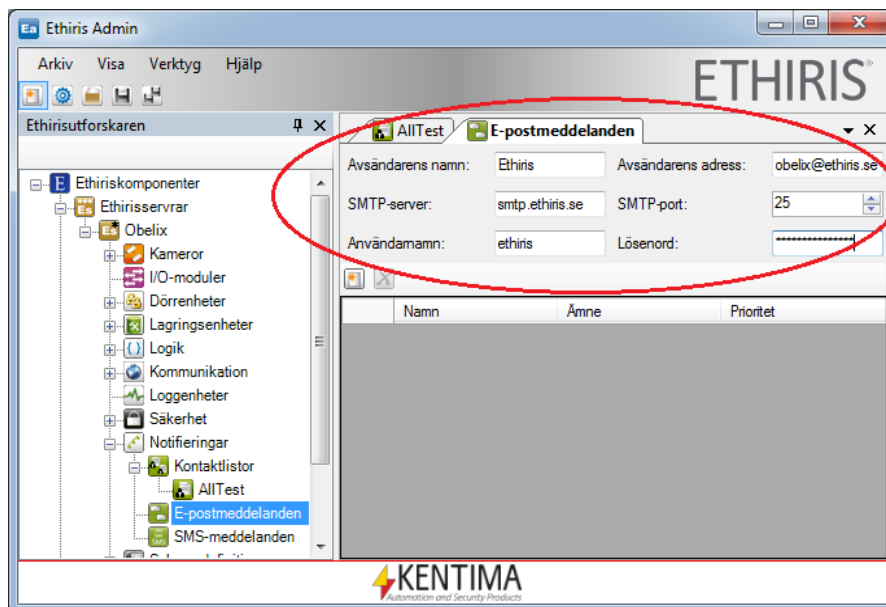 Ethiris Admin
Arkiv Visa Verktyg Hjälp
ETHIRIS
Ethirisutforskaren
AllTest E-postmeddelanden
Avsändarens namn: Ethiris Avsändarens adress: obelix@ethiris.se
SMTP-server: smtp.ethiris.se SMTP-port: 25
Användarnamn: ethiris Lösenord: ***************
Namn Ämne Prioritet
Ethiriskomponenter
Ethirisservrar
Obelix
Kameror
I/O-moduler
Dörrenheter
Lagringsenheter
Logik
Kommunikation
Loggenheter
Säkerhet
Notifieringar
Kontaktlistor
AllTest
E-postmeddelanden
SMS-meddelanden
KENTIMA
Automation and Security Products